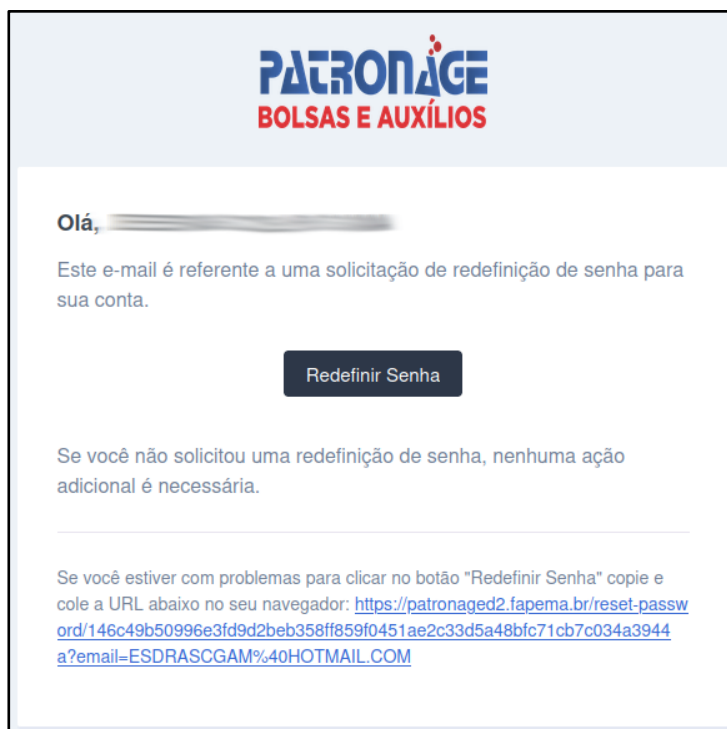 PATRONAGE
BOLSAS E AUXÍLIOS
Olá,
Este e-mail é referente a uma solicitação de redefinição de senha para
sua conta.
Redefinir Senha
Se você não solicitou uma redefinição de senha, nenhuma ação
adicional é necessária.
Se você estiver com problemas para clicar no botão "Redefinir Senha" copie e
cole a URL abaixo no seu navegador: https://patronaged2.fapema.br/reset-passw
ord/146c49b50996e3fd9d2beb358ff859f0451ae2c33d5a48bfc71cb7c034a3944
a?email=ESDRASCGAM%40HOTMAIL.COM